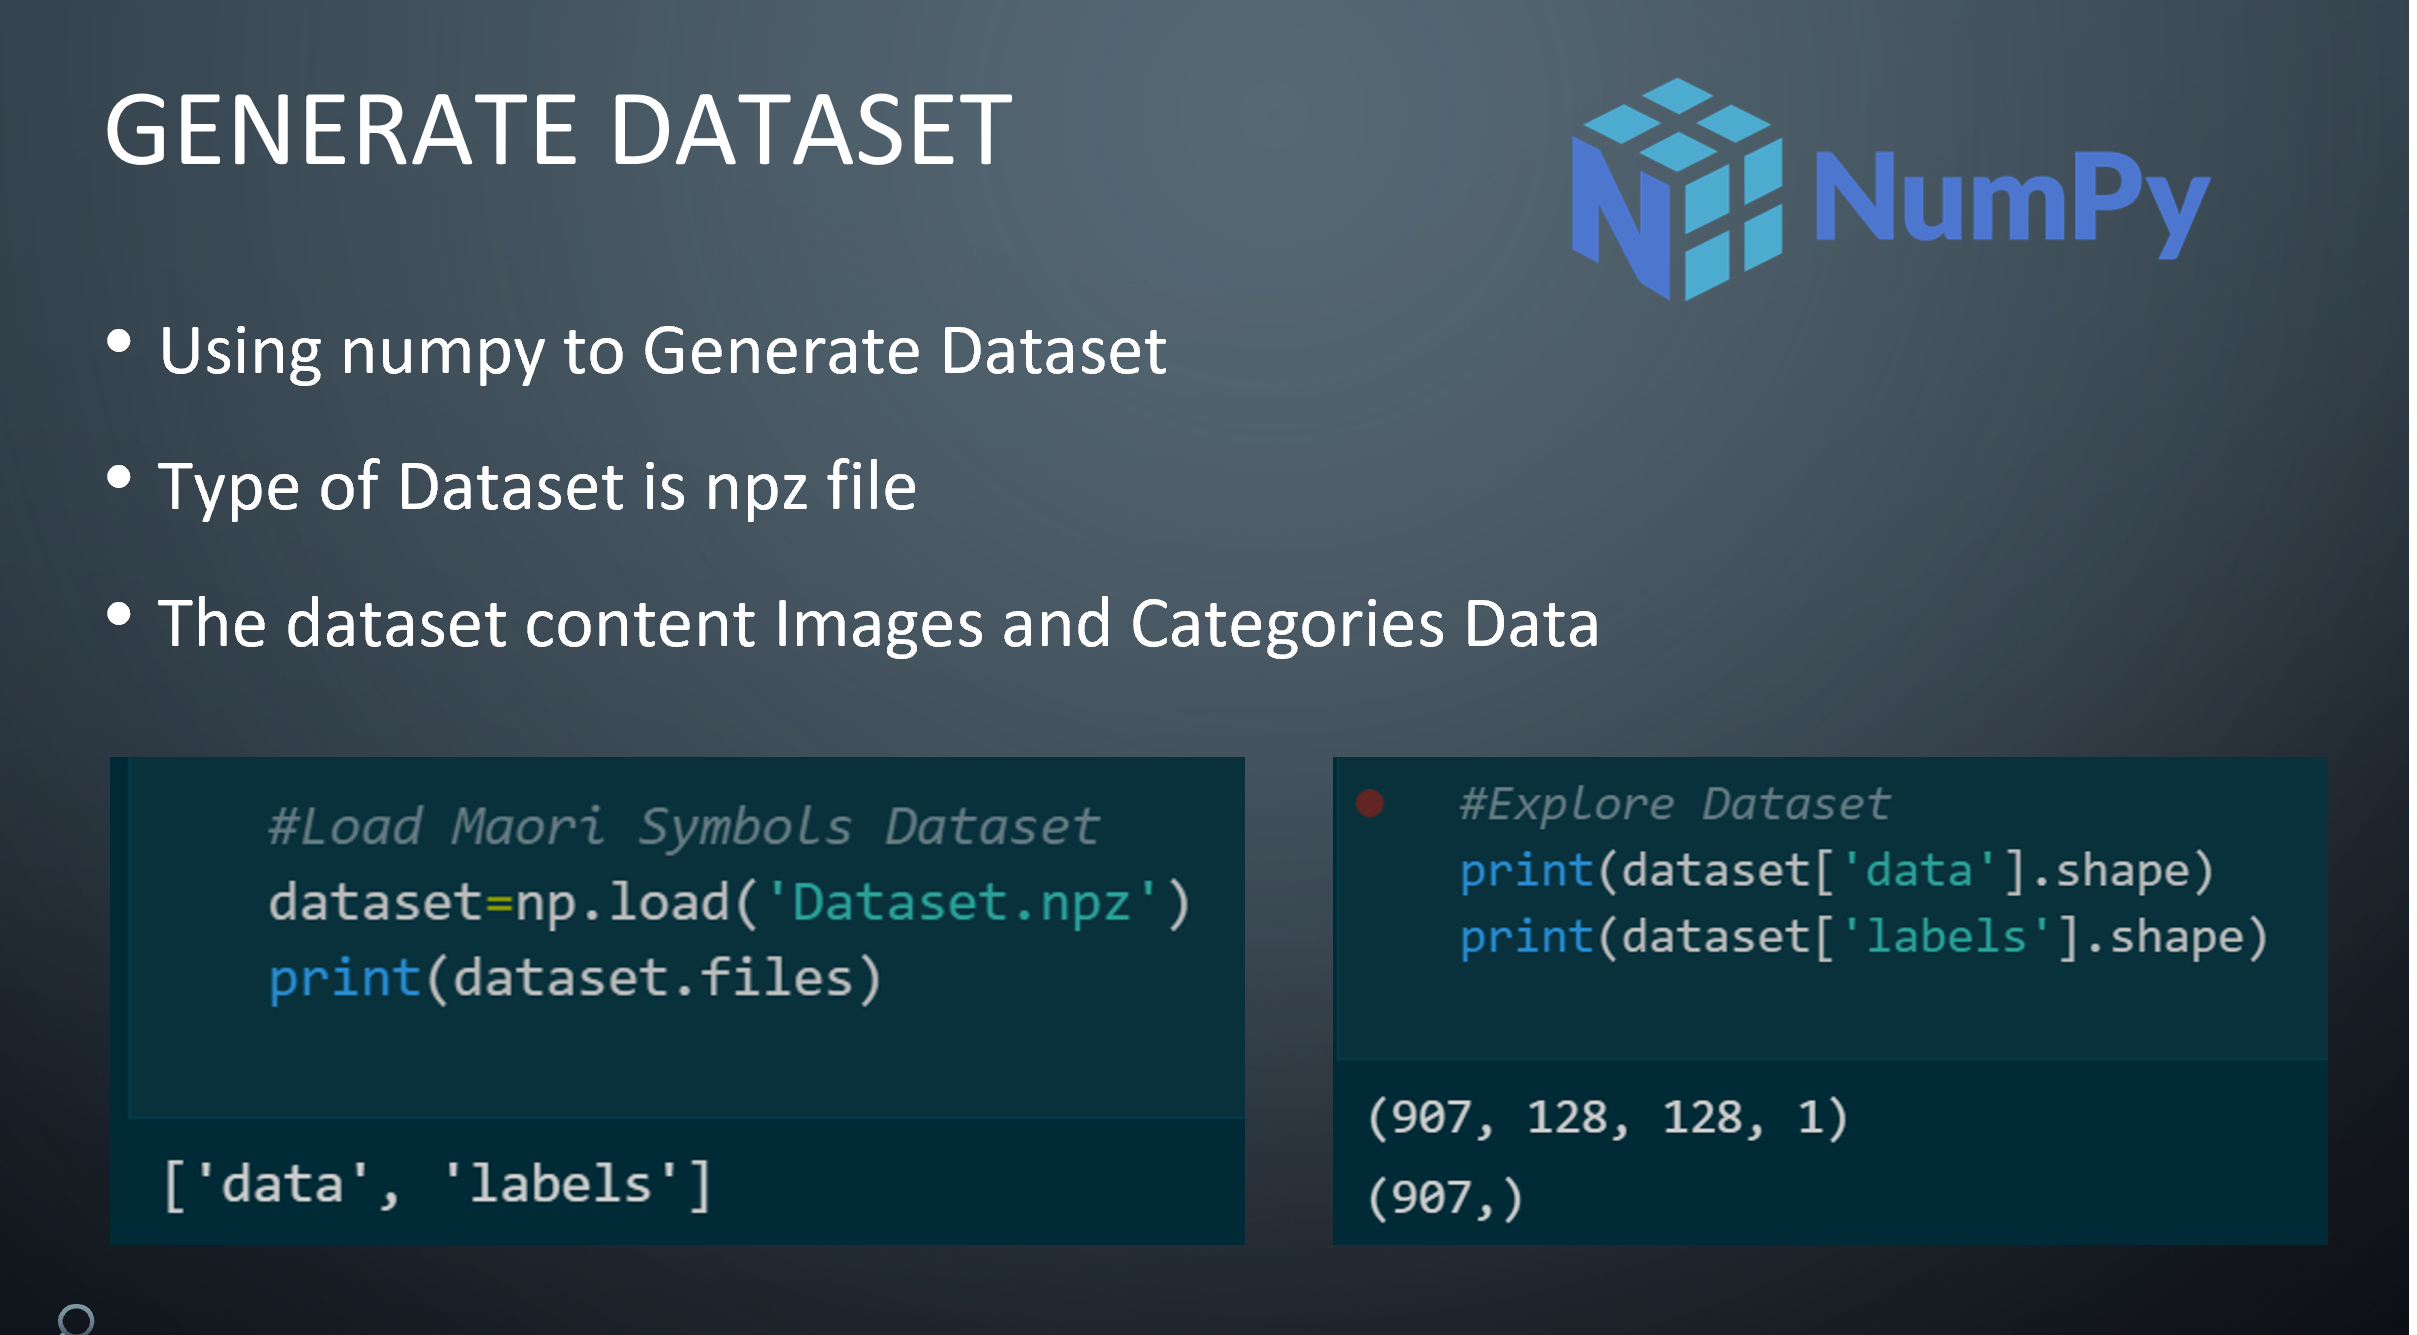 GENERATE DATASET
NumPy
• Using numpy to Generate Dataset
• Type of Dataset is npz file
• The dataset content Images and Categories Data
#Load Maori Symbols Dataset
dataset=np.load('Dataset.npz')
print(dataset.files)
['data', 'labels']
#Explore Dataset
print(dataset['data'].shape)
print(dataset['labels'].shape)
(907, 128, 128, 1)
(907,)